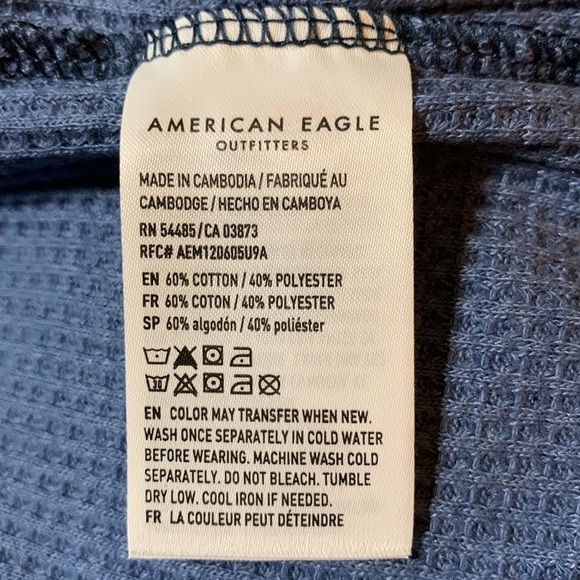 AMERICAN EAGLE
OUTFITTERS
MADE IN CAMBODIA / FABRIQUÉ AU
CAMBODGE / HECHO EN CAMBOYA
RN 54485 / CA 03873
RFC# AEM120605U9A
EN 60% COTTON / 40% POLYESTER
FR 60% COTON / 40% POLYESTER
SP 60% algodón / 40% poliéster
30
EN COLOR MAY TRANSFER WHEN NEW.
WASH ONCE SEPARATELY IN COLD WATER
BEFORE WEARING. MACHINE WASH COLD
SEPARATELY. DO NOT BLEACH. TUMBLE
DRY LOW. COOL IRON IF NEEDED.
FR LA COULEUR PEUT DÉTEINDRE